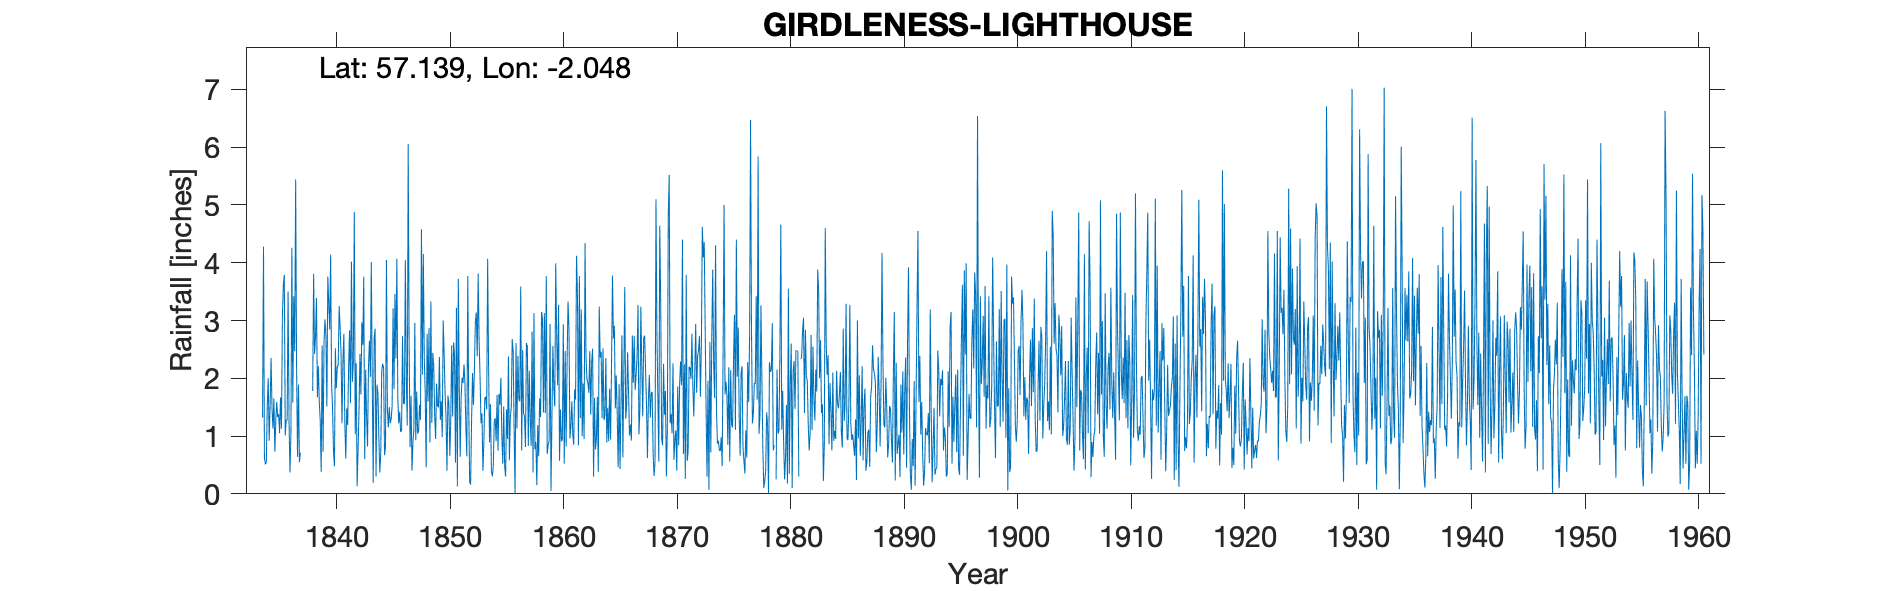 GIRDLENESS-LIGHTHOUSE
Lat: 57.139, Lon: -2.048
Rainfall [inches]
7
6
5
4
3
2
1
0
1840 1850 1860 1870 1880 1890 1900 1910 1920 1930 1940 1950 1960
Year